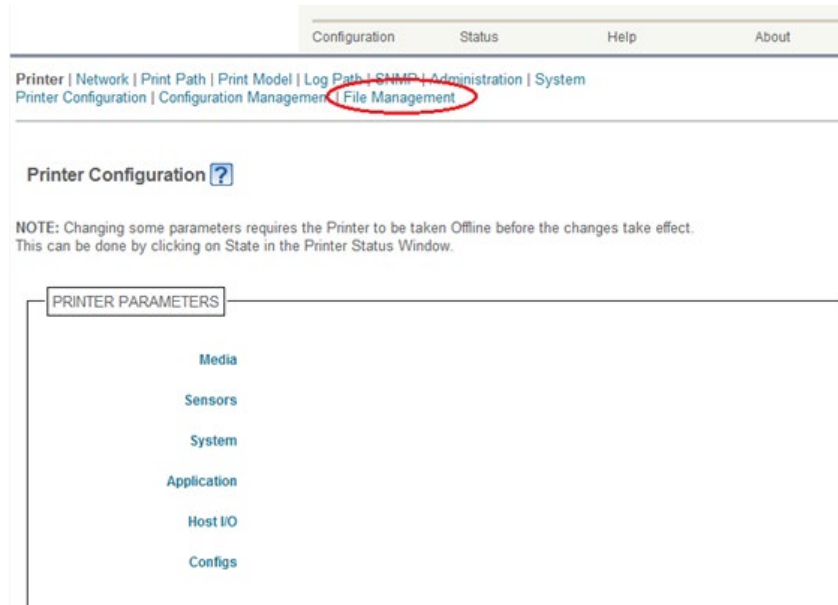 Configuration Status Help About
Printer | Network | Print Path | Print Model | Log Path | SNMP | Administration | System
Printer Configuration | Configuration Management | File Management
Printer Configuration ?
NOTE: Changing some parameters requires the Printer to be taken Offline before the changes take effect.
This can be done by clicking on State in the Printer Status Window.
PRINTER PARAMETERS
Media
Sensors
System
Application
Host I/O
Configs